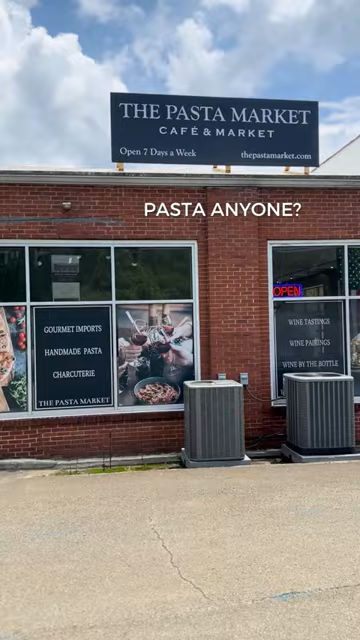 THE PASTA MARKET
CAFÉ & MARKET
Open 7 Days a Week
thepastamarket.com
PASTA ANYONE?
OPEN
GOURMET IMPORTS
HANDMADE PASTA
CHARCUTERIE
THE PASTA MARKET
WINE TASTINGS
WINE PAIRINGS
WINE BY THE BOTTLE